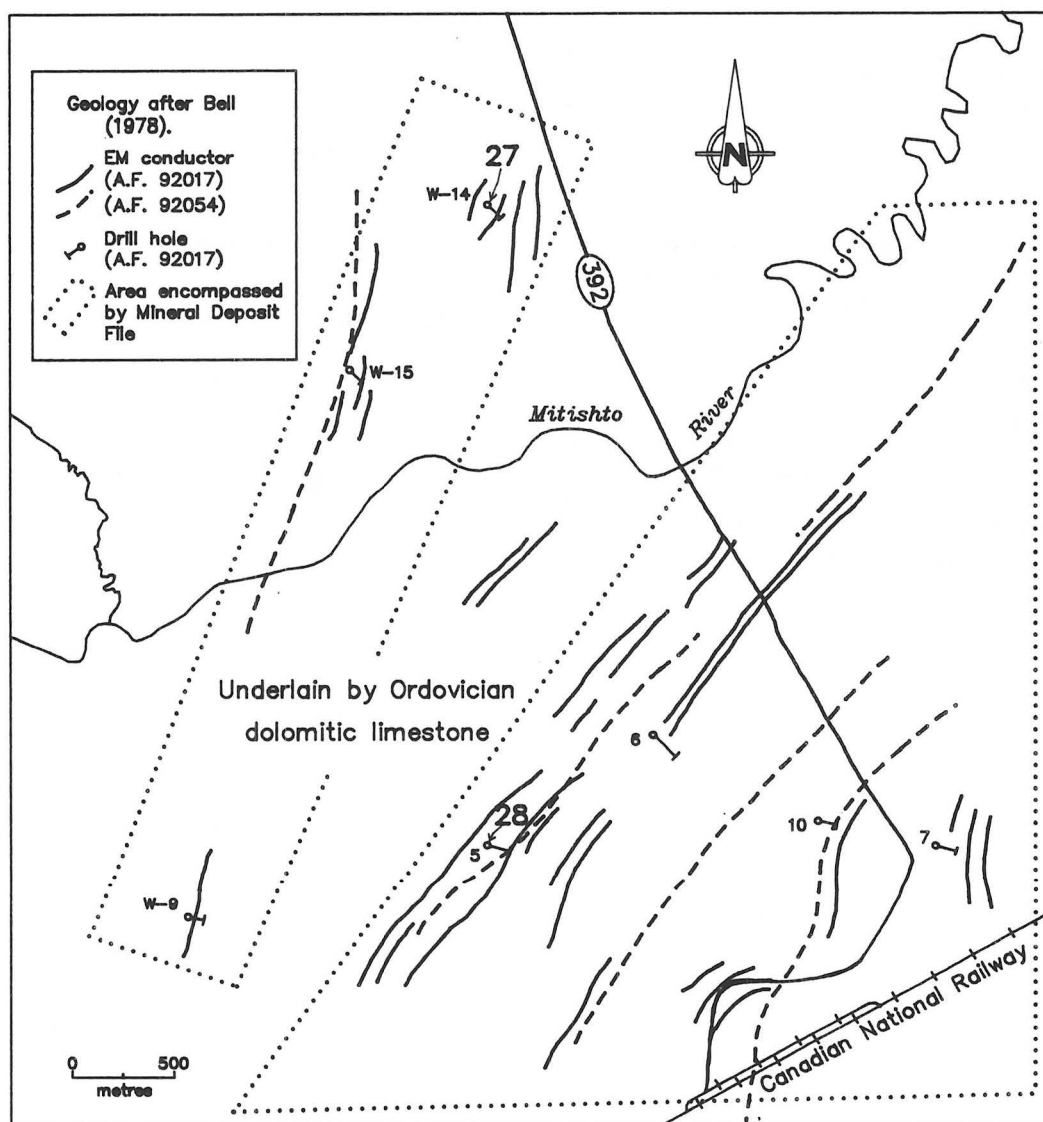 Geology after Bell
(1978).
EM conductor
(A.F. 92017)
(A.F. 92054)
Drill hole
(A.F. 92017)
Area encompassed
by Mineral Deposit
File
N
27
W-14
392
W-15
Mitishto
River
Underlain by Ordovician
dolomitic limestone
6
28
5
10
7
W-9
Canadian National Railway
0 500
metres